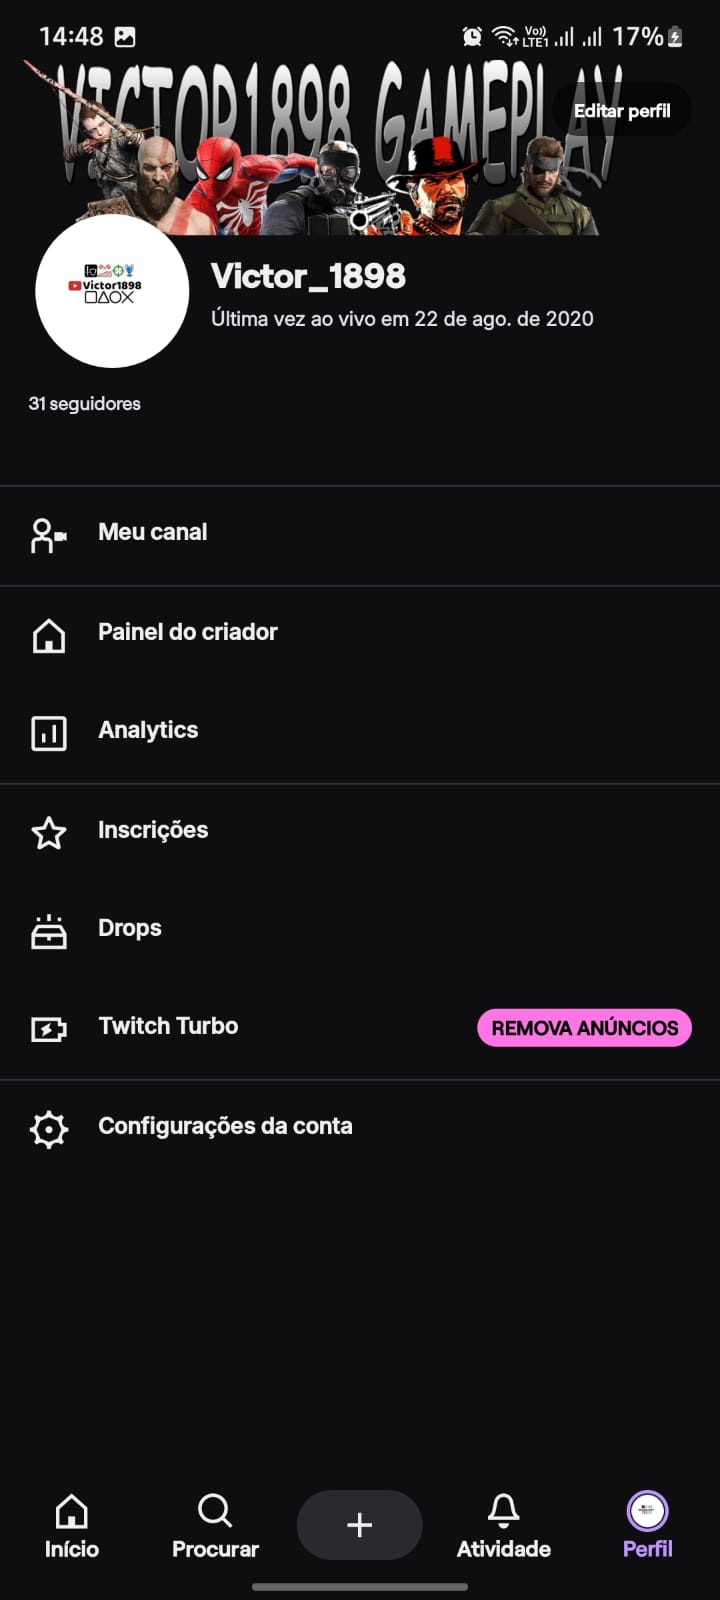 14:48
Vo))
LTE1
17%
VICTOR1898 GAMEPLAY
Editar perfil
Victor1898
Victor_1898
Última vez ao vivo em 22 de ago. de 2020
31 seguidores
Meu canal
Painel do criador
Analytics
Inscrições
Drops
Twitch Turbo
REMOVA ANÚNCIOS
Configurações da conta
Início
Procurar
Atividade
Perfil